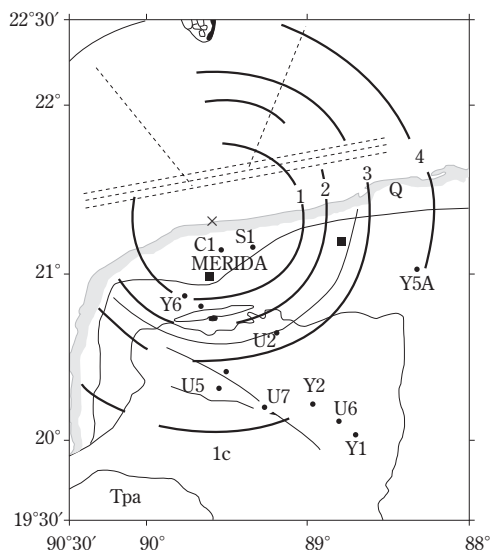 22°30'
22°
21°
20°
19°30'
90°30'
90°
89°
88°
1
2
3
4
Q
C1
S1
MERIDA
Y6
Y5A
U2
U5
U7
Y2
U6
Y1
1c
Tpa